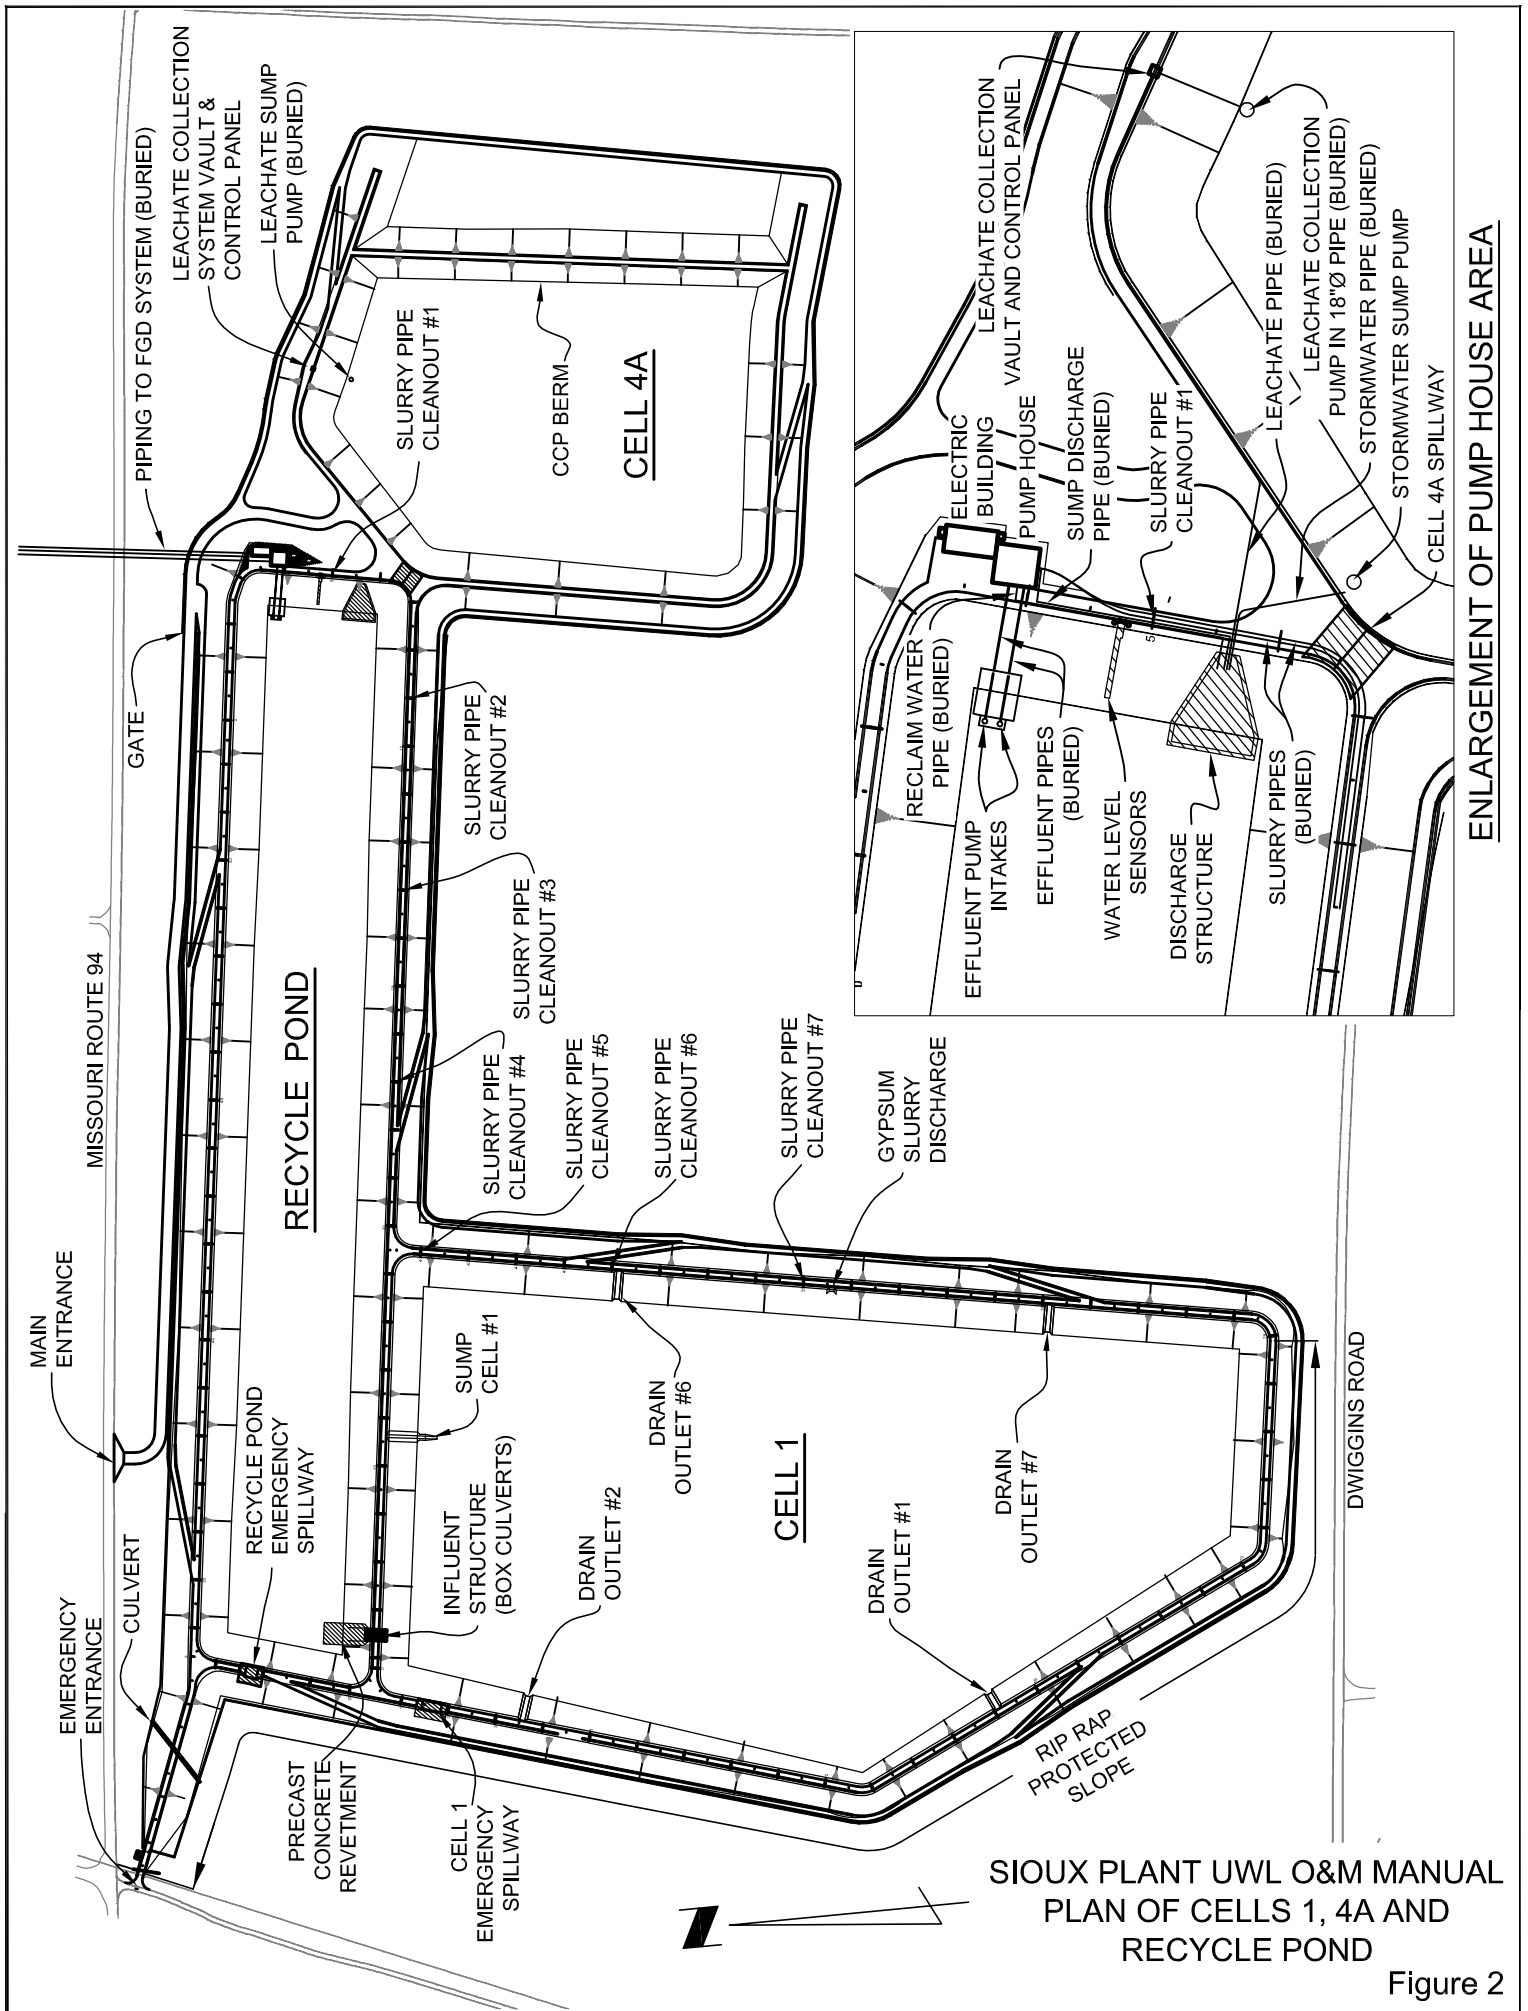 MAIN
ENTRANCE
EMERGENCY
ENTRANCE
CULVERT
MISSOURI ROUTE 94
GATE
PIPING TO FGD SYSTEM (BURIED)
LEACHATE COLLECTION
SYSTEM VAULT &
CONTROL PANEL
LEACHATE SUMP
PUMP (BURIED)
SLURRY PIPE
CLEANOUT #1
RECYCLE POND
EMERGENCY
SPILLWAY
RECYCLE POND
CCP BERM
CELL 4A
SLURRY PIPE
CLEANOUT #2
SLURRY PIPE
CLEANOUT #3
SLURRY PIPE
CLEANOUT #4
SLURRY PIPE
CLEANOUT #5
SLURRY PIPE
CLEANOUT #6
SLURRY PIPE
CLEANOUT #7
GYPSUM
SLURRY
DISCHARGE
PRECAST
CONCRETE
REVETMENT
CELL 1
EMERGENCY
SPILLWAY
INFLUENT
STRUCTURE
(BOX CULVERTS)
SUMP
CELL #1
DRAIN
OUTLET #2
DRAIN
OUTLET #6
CELL 1
DRAIN
OUTLET #1
DRAIN
OUTLET #7
RIP RAP
PROTECTED
SLOPE
DWIGGINS ROAD
LEACHATE COLLECTION
VAULT AND CONTROL PANEL
ELECTRIC
BUILDING
PUMP HOUSE
SUMP DISCHARGE
PIPE (BURIED)
SLURRY PIPE
CLEANOUT #1
5
RECLAIM WATER
PIPE (BURIED)
EFFLUENT PUMP
INTAKES
EFFLUENT PIPES
(BURIED)
WATER LEVEL
SENSORS
DISCHARGE
STRUCTURE
SLURRY PIPES
(BURIED)
LEACHATE PIPE (BURIED)
LEACHATE COLLECTION
PUMP IN 18"Ø PIPE (BURIED)
STORMWATER PIPE (BURIED)
STORMWATER SUMP PUMP
CELL 4A SPILLWAY
ENLARGEMENT OF PUMP HOUSE AREA
SIOUX PLANT UWL O&M MANUAL
PLAN OF CELLS 1, 4A AND
RECYCLE POND
Figure 2